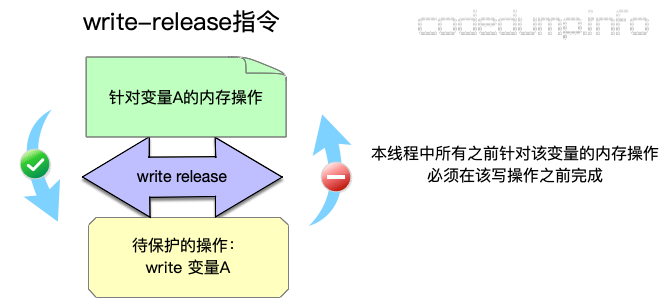 write-release指令
codedump.info
针对变量A的内存操作
write release
待保护的操作：
write 变量A
本线程中所有之前针对该变量的内存操作
必须在该写操作之前完成